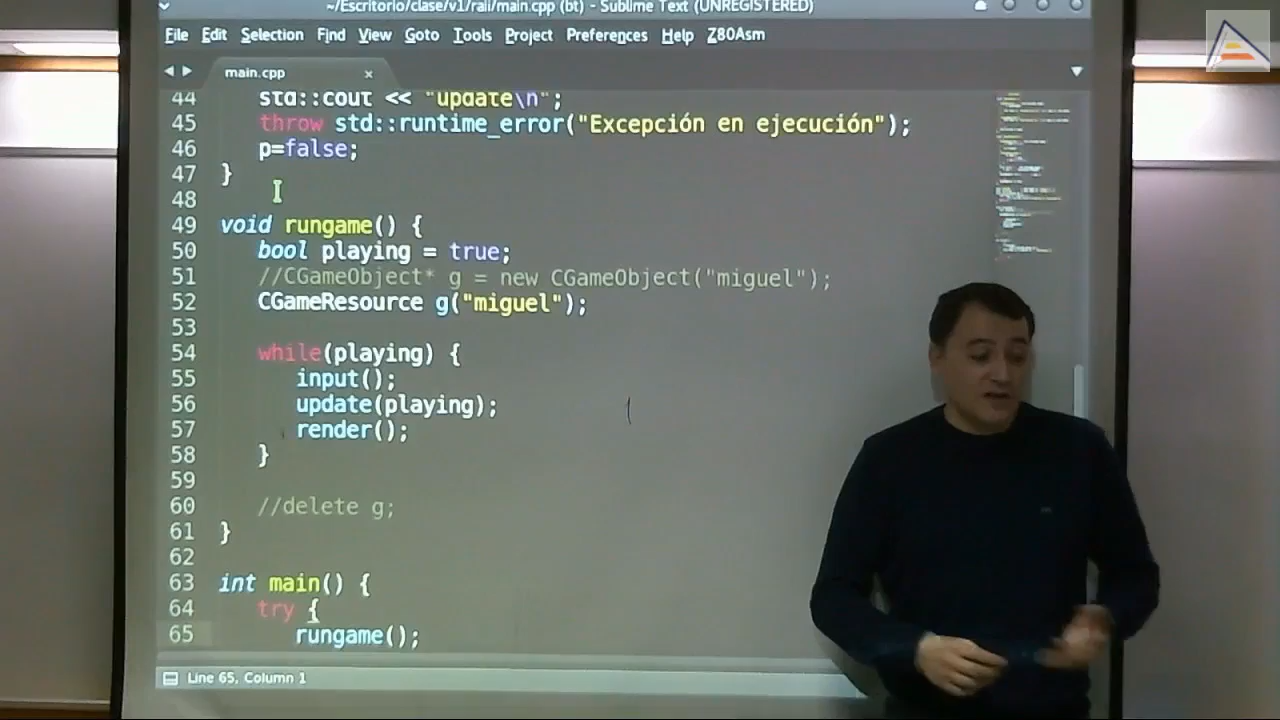 ~/Escritorio/clase/v1/raii/main.cpp (bt) - Sublime Text (UNREGISTERED)
File Edit Selection Find View Goto Tools Project Preferences Help Z80Asm
main.cpp ×
44 std::cout << "update\n";
45 throw std::runtime_error("Excepción en ejecución");
46 p=false;
47 }
48
49 void rungame() {
50 bool playing = true;
51 //CGameObject* g = new CGameObject("miguel");
52 CGameResource g("miguel");
53
54 while(playing) {
55 input();
56 update(playing);
57 render();
58 }
59
60 //delete g;
61 }
62
63 int main() {
64 try {
65 rungame();
Line 65, Column 1